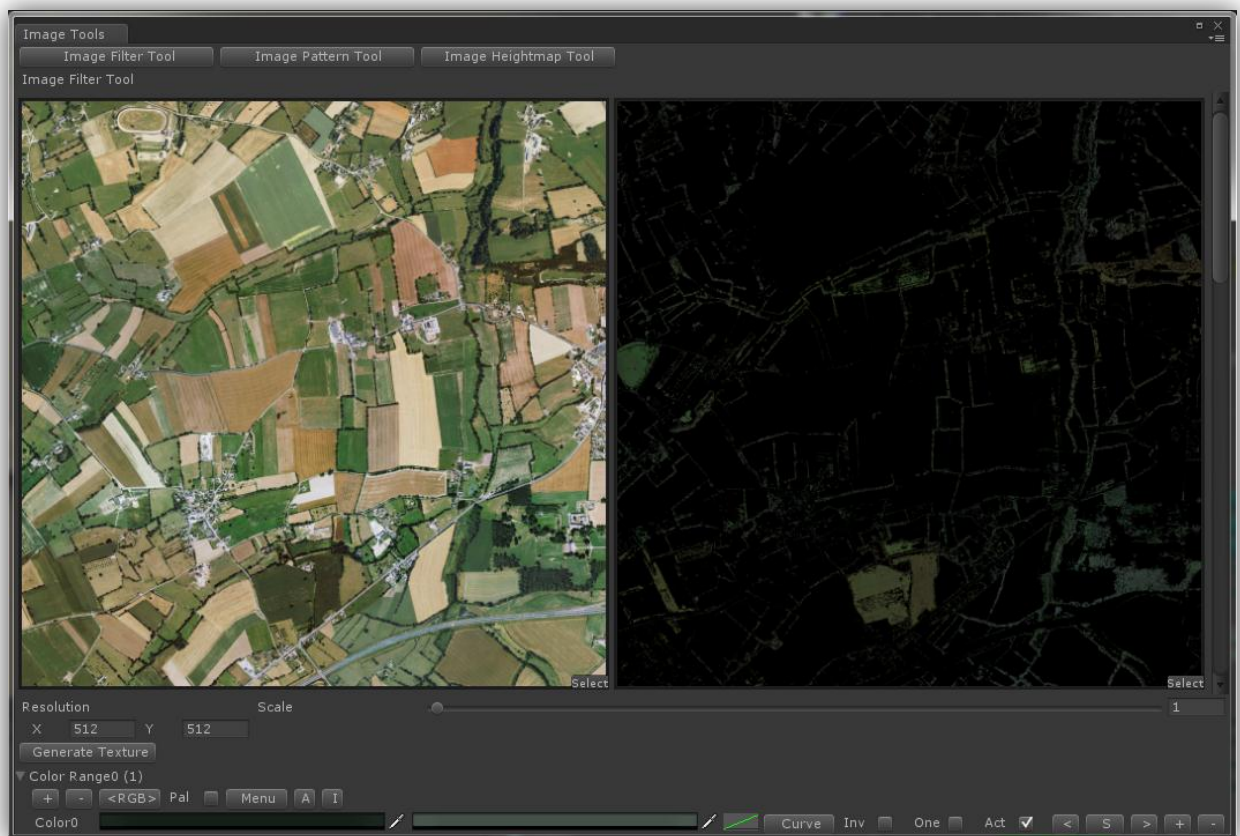 Image Tools
Image Filter Tool Image Pattern Tool Image Heightmap Tool
Image Filter Tool
Select Select
Resolution Scale 1
X 512 Y 512
Generate Texture
Color Range0 (1)
+ - <RGB> Pal Menu A I
Color0 Curve Inv One Act < S > + -